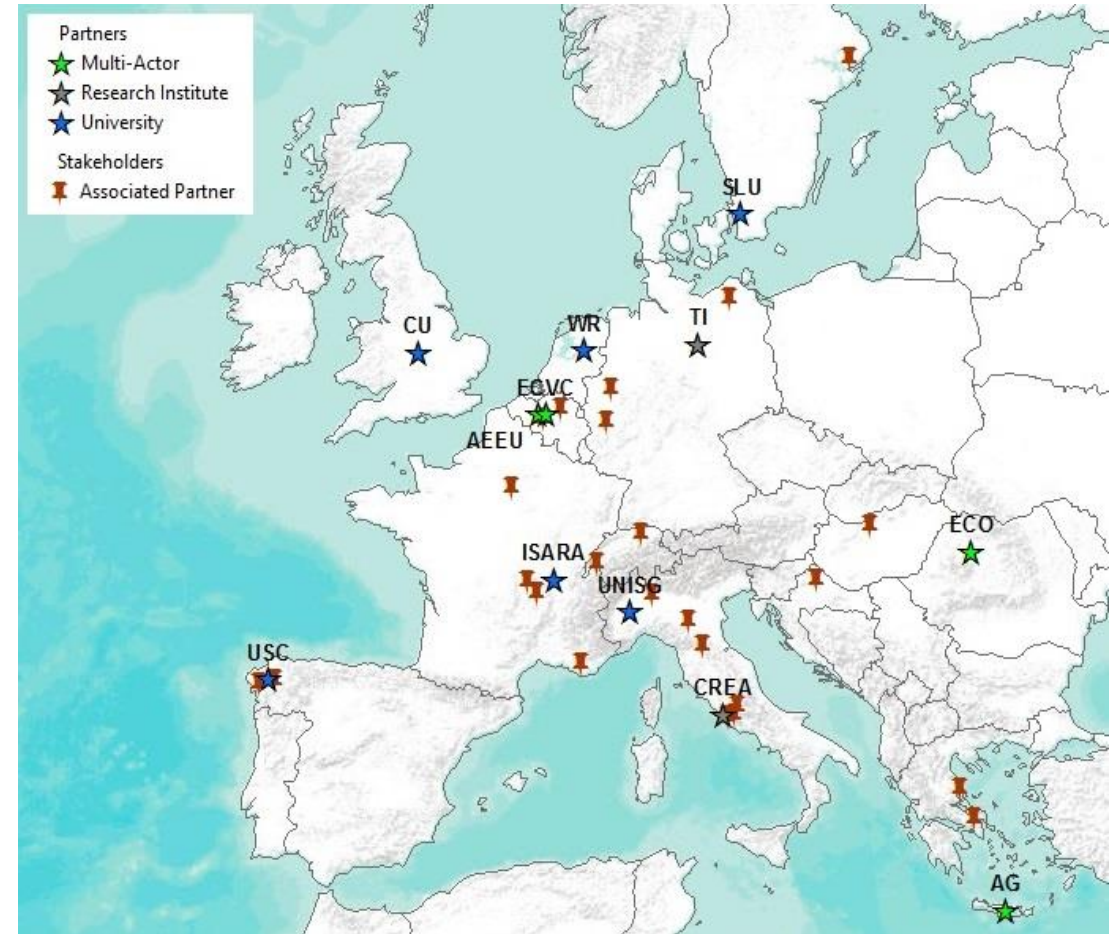 Partners
Multi-Actor
Research Institute
University
Stakeholders
Associated Partner
SLU
CU
WR
TI
ECVC
AEEU
ECO
ISARA
UNISG
USC
CREA
AG